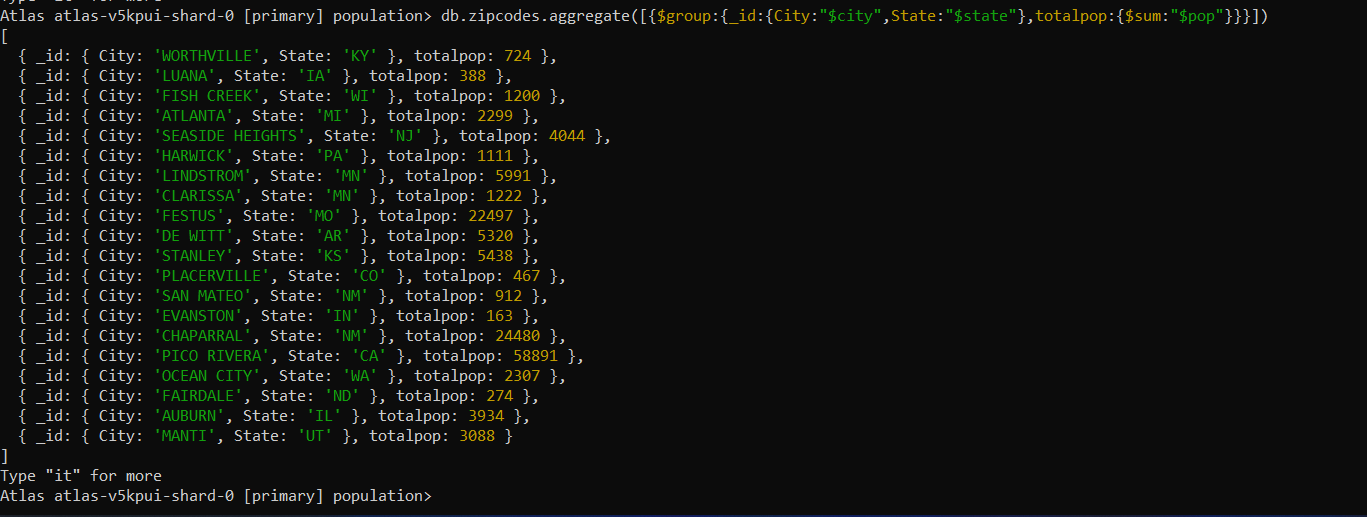 Type "it" for more
Atlas atlas-v5kpui-shard-0 [primary] population> db.zipcodes.aggregate([{$group:{_id:{City:"$city",State:"$state"},totalpop:{$sum:"$pop"}}}])
[
  { _id: { City: 'WORTHVILLE', State: 'KY' }, totalpop: 724 },
  { _id: { City: 'LUANA', State: 'IA' }, totalpop: 388 },
  { _id: { City: 'FISH CREEK', State: 'WI' }, totalpop: 1200 },
  { _id: { City: 'ATLANTA', State: 'MI' }, totalpop: 2299 },
  { _id: { City: 'SEASIDE HEIGHTS', State: 'NJ' }, totalpop: 4044 },
  { _id: { City: 'HARWICK', State: 'PA' }, totalpop: 1111 },
  { _id: { City: 'LINDSTROM', State: 'MN' }, totalpop: 5991 },
  { _id: { City: 'CLARISSA', State: 'MN' }, totalpop: 1222 },
  { _id: { City: 'FESTUS', State: 'MO' }, totalpop: 22497 },
  { _id: { City: 'DE WITT', State: 'AR' }, totalpop: 5320 },
  { _id: { City: 'STANLEY', State: 'KS' }, totalpop: 5438 },
  { _id: { City: 'PLACERVILLE', State: 'CO' }, totalpop: 467 },
  { _id: { City: 'SAN MATEO', State: 'NM' }, totalpop: 912 },
  { _id: { City: 'EVANSTON', State: 'IN' }, totalpop: 163 },
  { _id: { City: 'CHAPARRAL', State: 'NM' }, totalpop: 24480 },
  { _id: { City: 'PICO RIVERA', State: 'CA' }, totalpop: 58891 },
  { _id: { City: 'OCEAN CITY', State: 'WA' }, totalpop: 2307 },
  { _id: { City: 'FAIRDALE', State: 'ND' }, totalpop: 274 },
  { _id: { City: 'AUBURN', State: 'IL' }, totalpop: 3934 },
  { _id: { City: 'MANTI', State: 'UT' }, totalpop: 3088 }
]
Type "it" for more
Atlas atlas-v5kpui-shard-0 [primary] population>